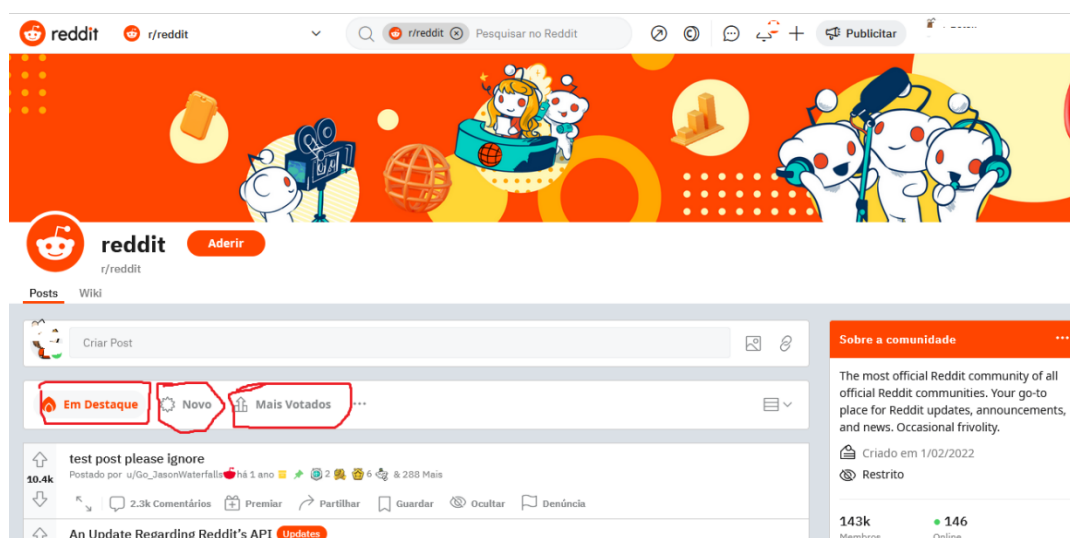 reddit r/reddit r/reddit Pesquisar no Reddit Publicitar
reddit Aderir
r/reddit
Posts Wiki
Criar Post
Em Destaque Novo Mais Votados
test post please ignore
10.4k
Postado por u/Go_JasonWaterfalls há 1 ano 2 6 & 288 Mais
2.3k Comentários Premiar Partilhar Guardar Ocultar Denúncia
An Update Regarding Reddit's API Updates
Sobre a comunidade
The most official Reddit community of all
official Reddit communities. Your go-to
place for Reddit updates, announcements,
and news. Occasional frivolity.
Criado em 1/02/2022
Restrito
143k 146
Membros Online